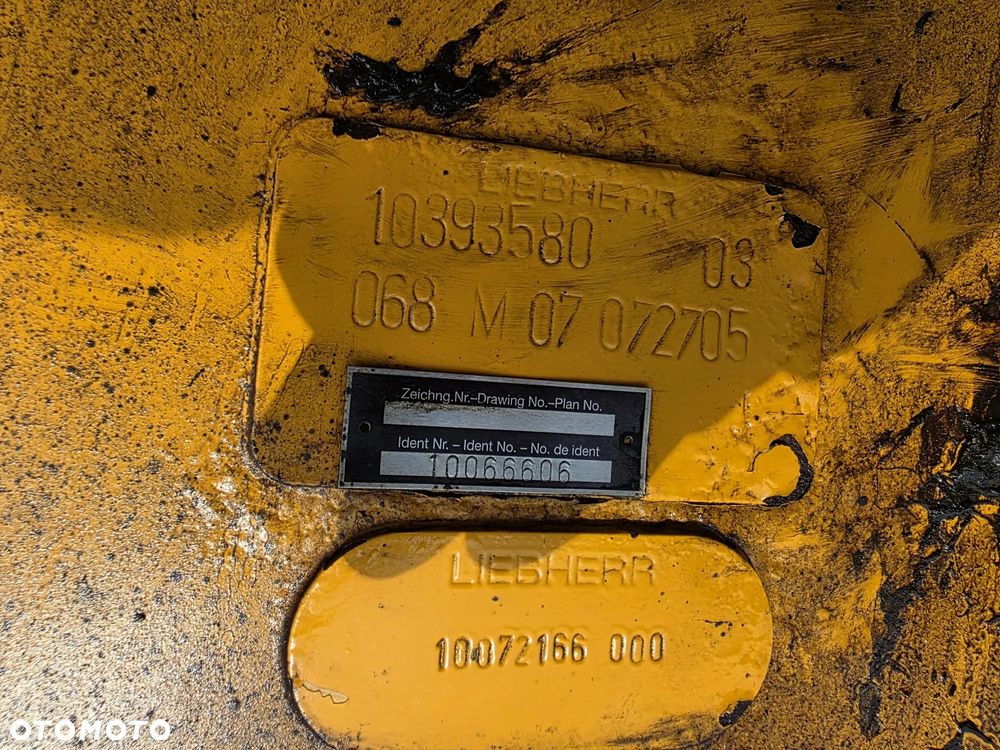 LIEBHERR
10393580 03
068 M 07 072705
Zeichng.Nr.–Drawing No.–Plan No.
Ident Nr. – Ident No. – No. de ident
10066606
LIEBHERR
10072166 000
OTOMOTO
OTOMOTO